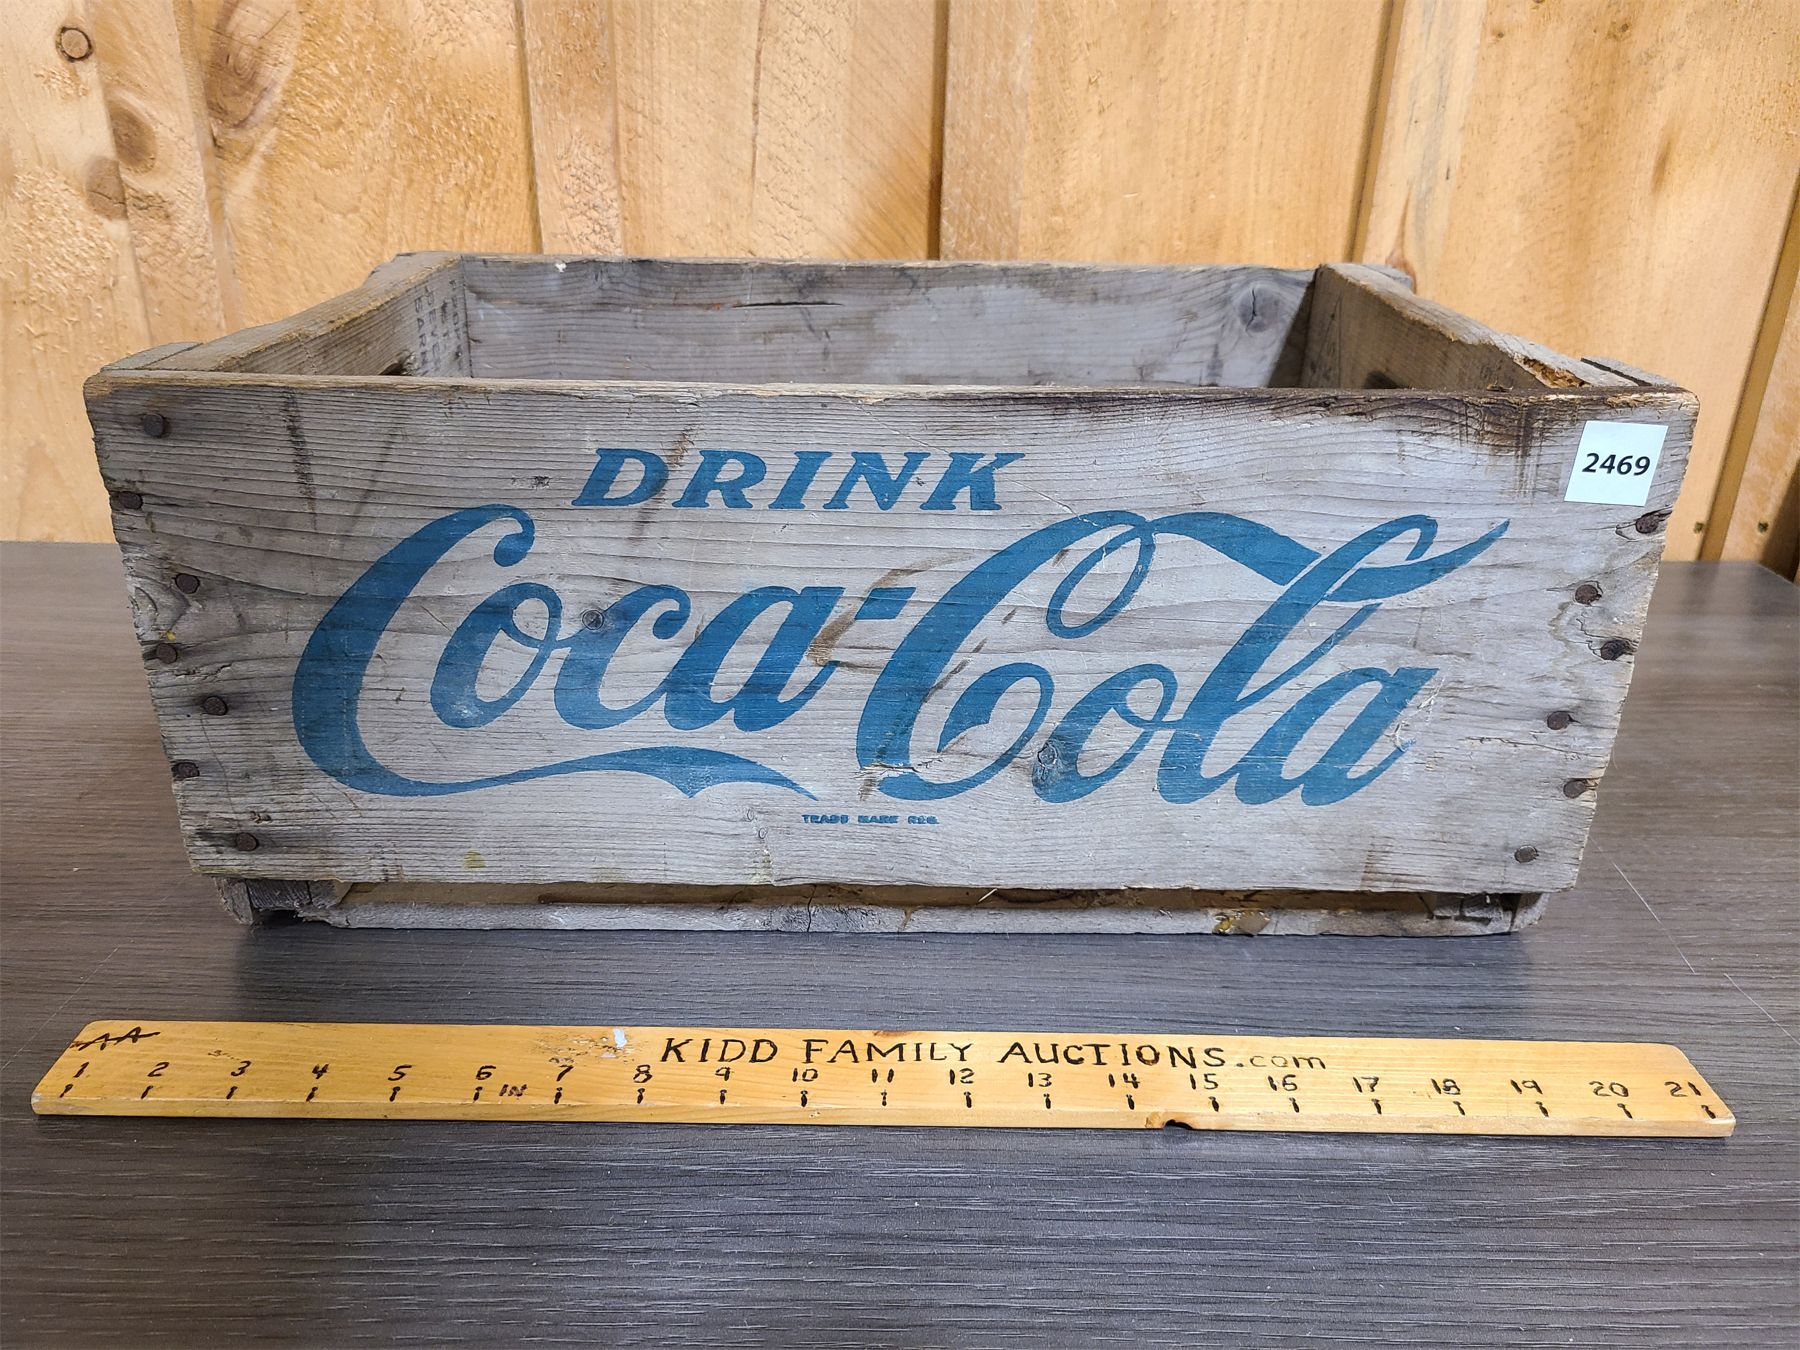 2469
DRINK
Coca-Cola
TRADE MARK REG.
AA
KIDD FAMILY AUCTIONS.com
1 2 3 4 5 6 IN 7 8 9 10 11 12 13 14 15 16 17 18 19 20 21